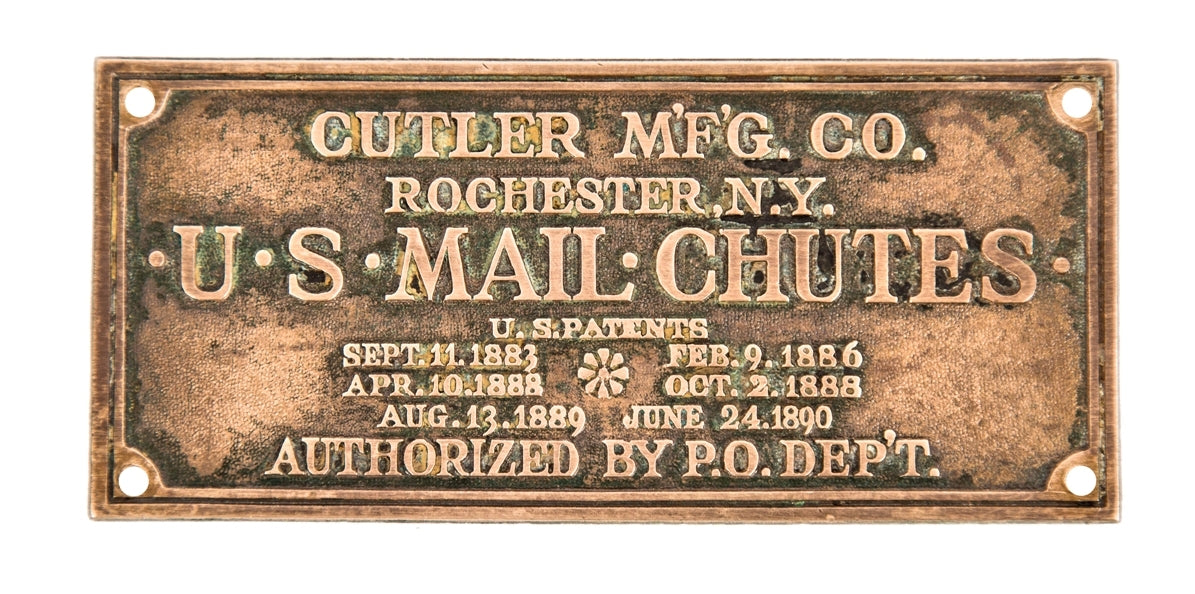 CUTLER M'F'G. CO.
ROCHESTER, N.Y.
·U·S·MAIL·CHUTES·
U.S. PATENTS
SEPT. 11. 1883 FEB. 9. 1886
APR. 10. 1888 OCT. 2. 1888
AUG. 13. 1889 JUNE 24. 1890
AUTHORIZED BY P.O. DEP'T.